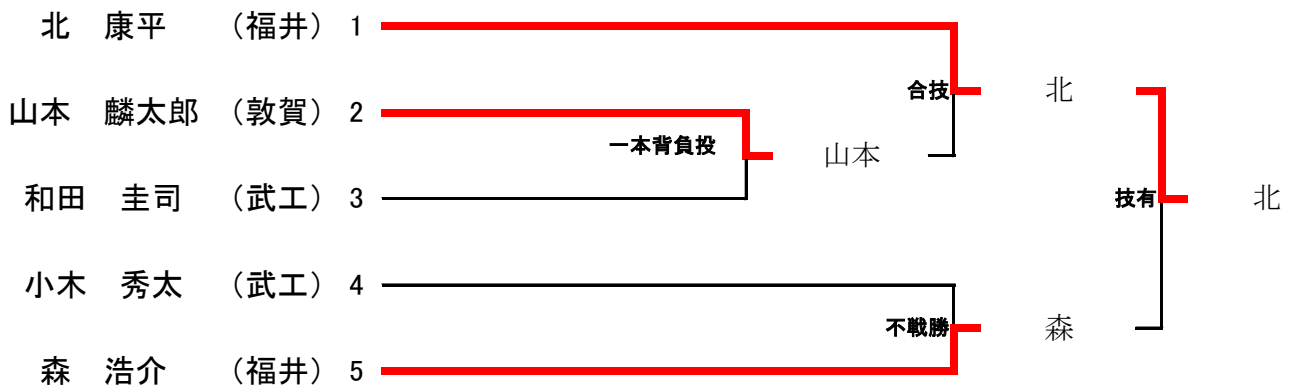 北　康平　（福井） 1
合技　北
山本　麟太郎　（敦賀） 2
一本背負投　山本
和田　圭司　（武工） 3
技有　北
小木　秀太　（武工） 4
不戦勝　森
森　浩介　（福井） 5